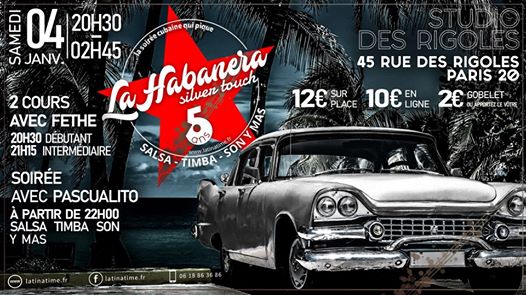 SAMEDI
04
JANV.
20H30
02H45
2 COURS
AVEC FETHE
20H30 DÉBUTANT
21H15 INTERMÉDIAIRE
SOIRÉE
AVEC PASCUALITO
À PARTIR DE 22H00
SALSA TIMBA SON
Y MAS
la soirée cubaine qui pique
La Habanera
silver touch
5
ans
www.latinatime.fr
SALSA - TIMBA - SON Y MAS
STUDIO
DES RIGOLES
45 RUE DES RIGOLES
PARIS 20
12€ SUR PLACE
10€ EN LIGNE
2€ GOBELET
OU APPORTEZ LE VÔTRE
latinatime.fr
latinatime.fr
06 18 86 36 86